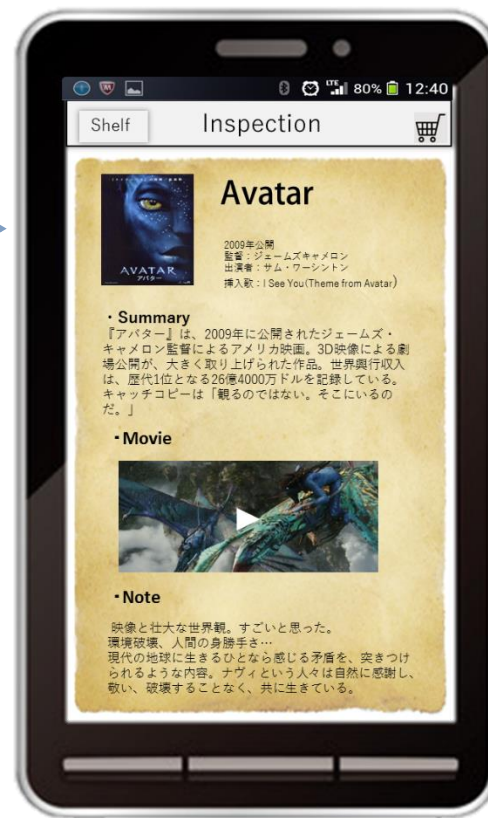 LTE 80% 12:40
Shelf Inspection
Avatar
AVATAR
アバター
2009年公開
監督：ジェームズキャメロン
出演者：サム・ワーシントン
挿入歌：I See You(Theme from Avatar)
・Summary
『アバター』は、2009年に公開されたジェームズ・
キャメロン監督によるアメリカ映画。3D映像による劇
場公開が、大きく取り上げられた作品。世界興行収入
は、歴代1位となる26億4000万ドルを記録している。
キャッチコピーは「観るのではない。そこにいるの
だ。」
・Movie
・Note
映像と壮大な世界観。すごいと思った。
環境破壊、人間の身勝手さ…
現代の地球に生きるひとなら感じる矛盾を、突きつけ
られるような内容。ナヴィという人々は自然に感謝し、
敬い、破壊することなく、共に生きている。